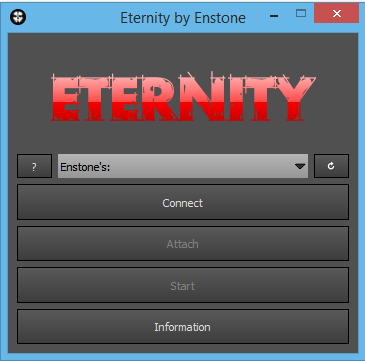 Eternity by Enstone
ETERNITY
? Enstone's:
Connect
Attach
Start
Information